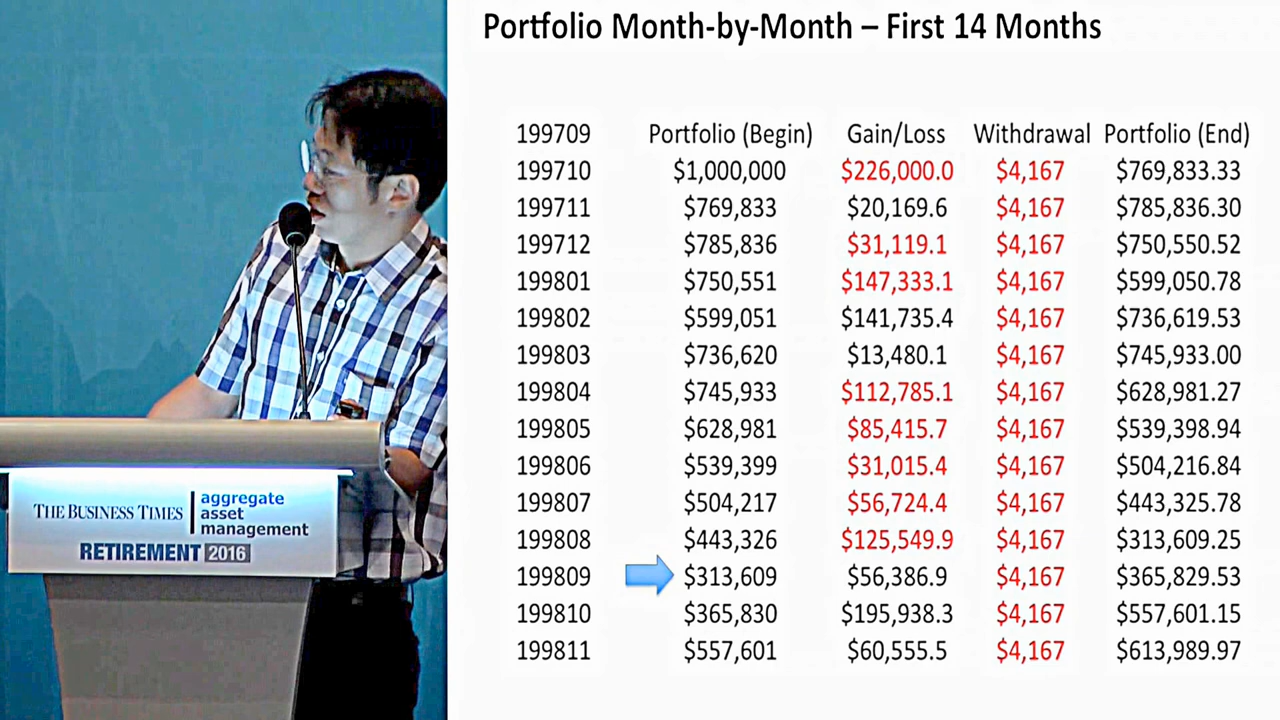 Portfolio Month-by-Month – First 14 Months
199709 Portfolio (Begin) Gain/Loss Withdrawal Portfolio (End)
199710 $1,000,000 $226,000.0 $4,167 $769,833.33
199711 $769,833 $20,169.6 $4,167 $785,836.30
199712 $785,836 $31,119.1 $4,167 $750,550.52
199801 $750,551 $147,333.1 $4,167 $599,050.78
199802 $599,051 $141,735.4 $4,167 $736,619.53
199803 $736,620 $13,480.1 $4,167 $745,933.00
199804 $745,933 $112,785.1 $4,167 $628,981.27
199805 $628,981 $85,415.7 $4,167 $539,398.94
199806 $539,399 $31,015.4 $4,167 $504,216.84
199807 $504,217 $56,724.4 $4,167 $443,325.78
199808 $443,326 $125,549.9 $4,167 $313,609.25
199809 $313,609 $56,386.9 $4,167 $365,829.53
199810 $365,830 $195,938.3 $4,167 $557,601.15
199811 $557,601 $60,555.5 $4,167 $613,989.97
THE BUSINESS TIMES
aggregate
asset
management
RETIREMENT 2016